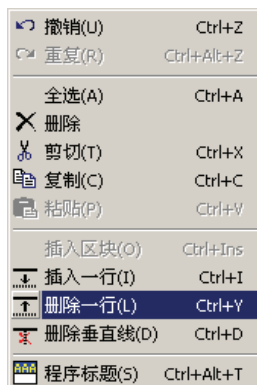 撤销(U) Ctrl+Z
重复(R) Ctrl+Alt+Z
全选(A) Ctrl+A
删除
剪切(T) Ctrl+X
复制(C) Ctrl+C
粘贴(P) Ctrl+V
插入区块(O) Ctrl+Ins
插入一行(I) Ctrl+I
删除一行(L) Ctrl+Y
删除垂直线(D) Ctrl+D
程序标题(S) Ctrl+Alt+T